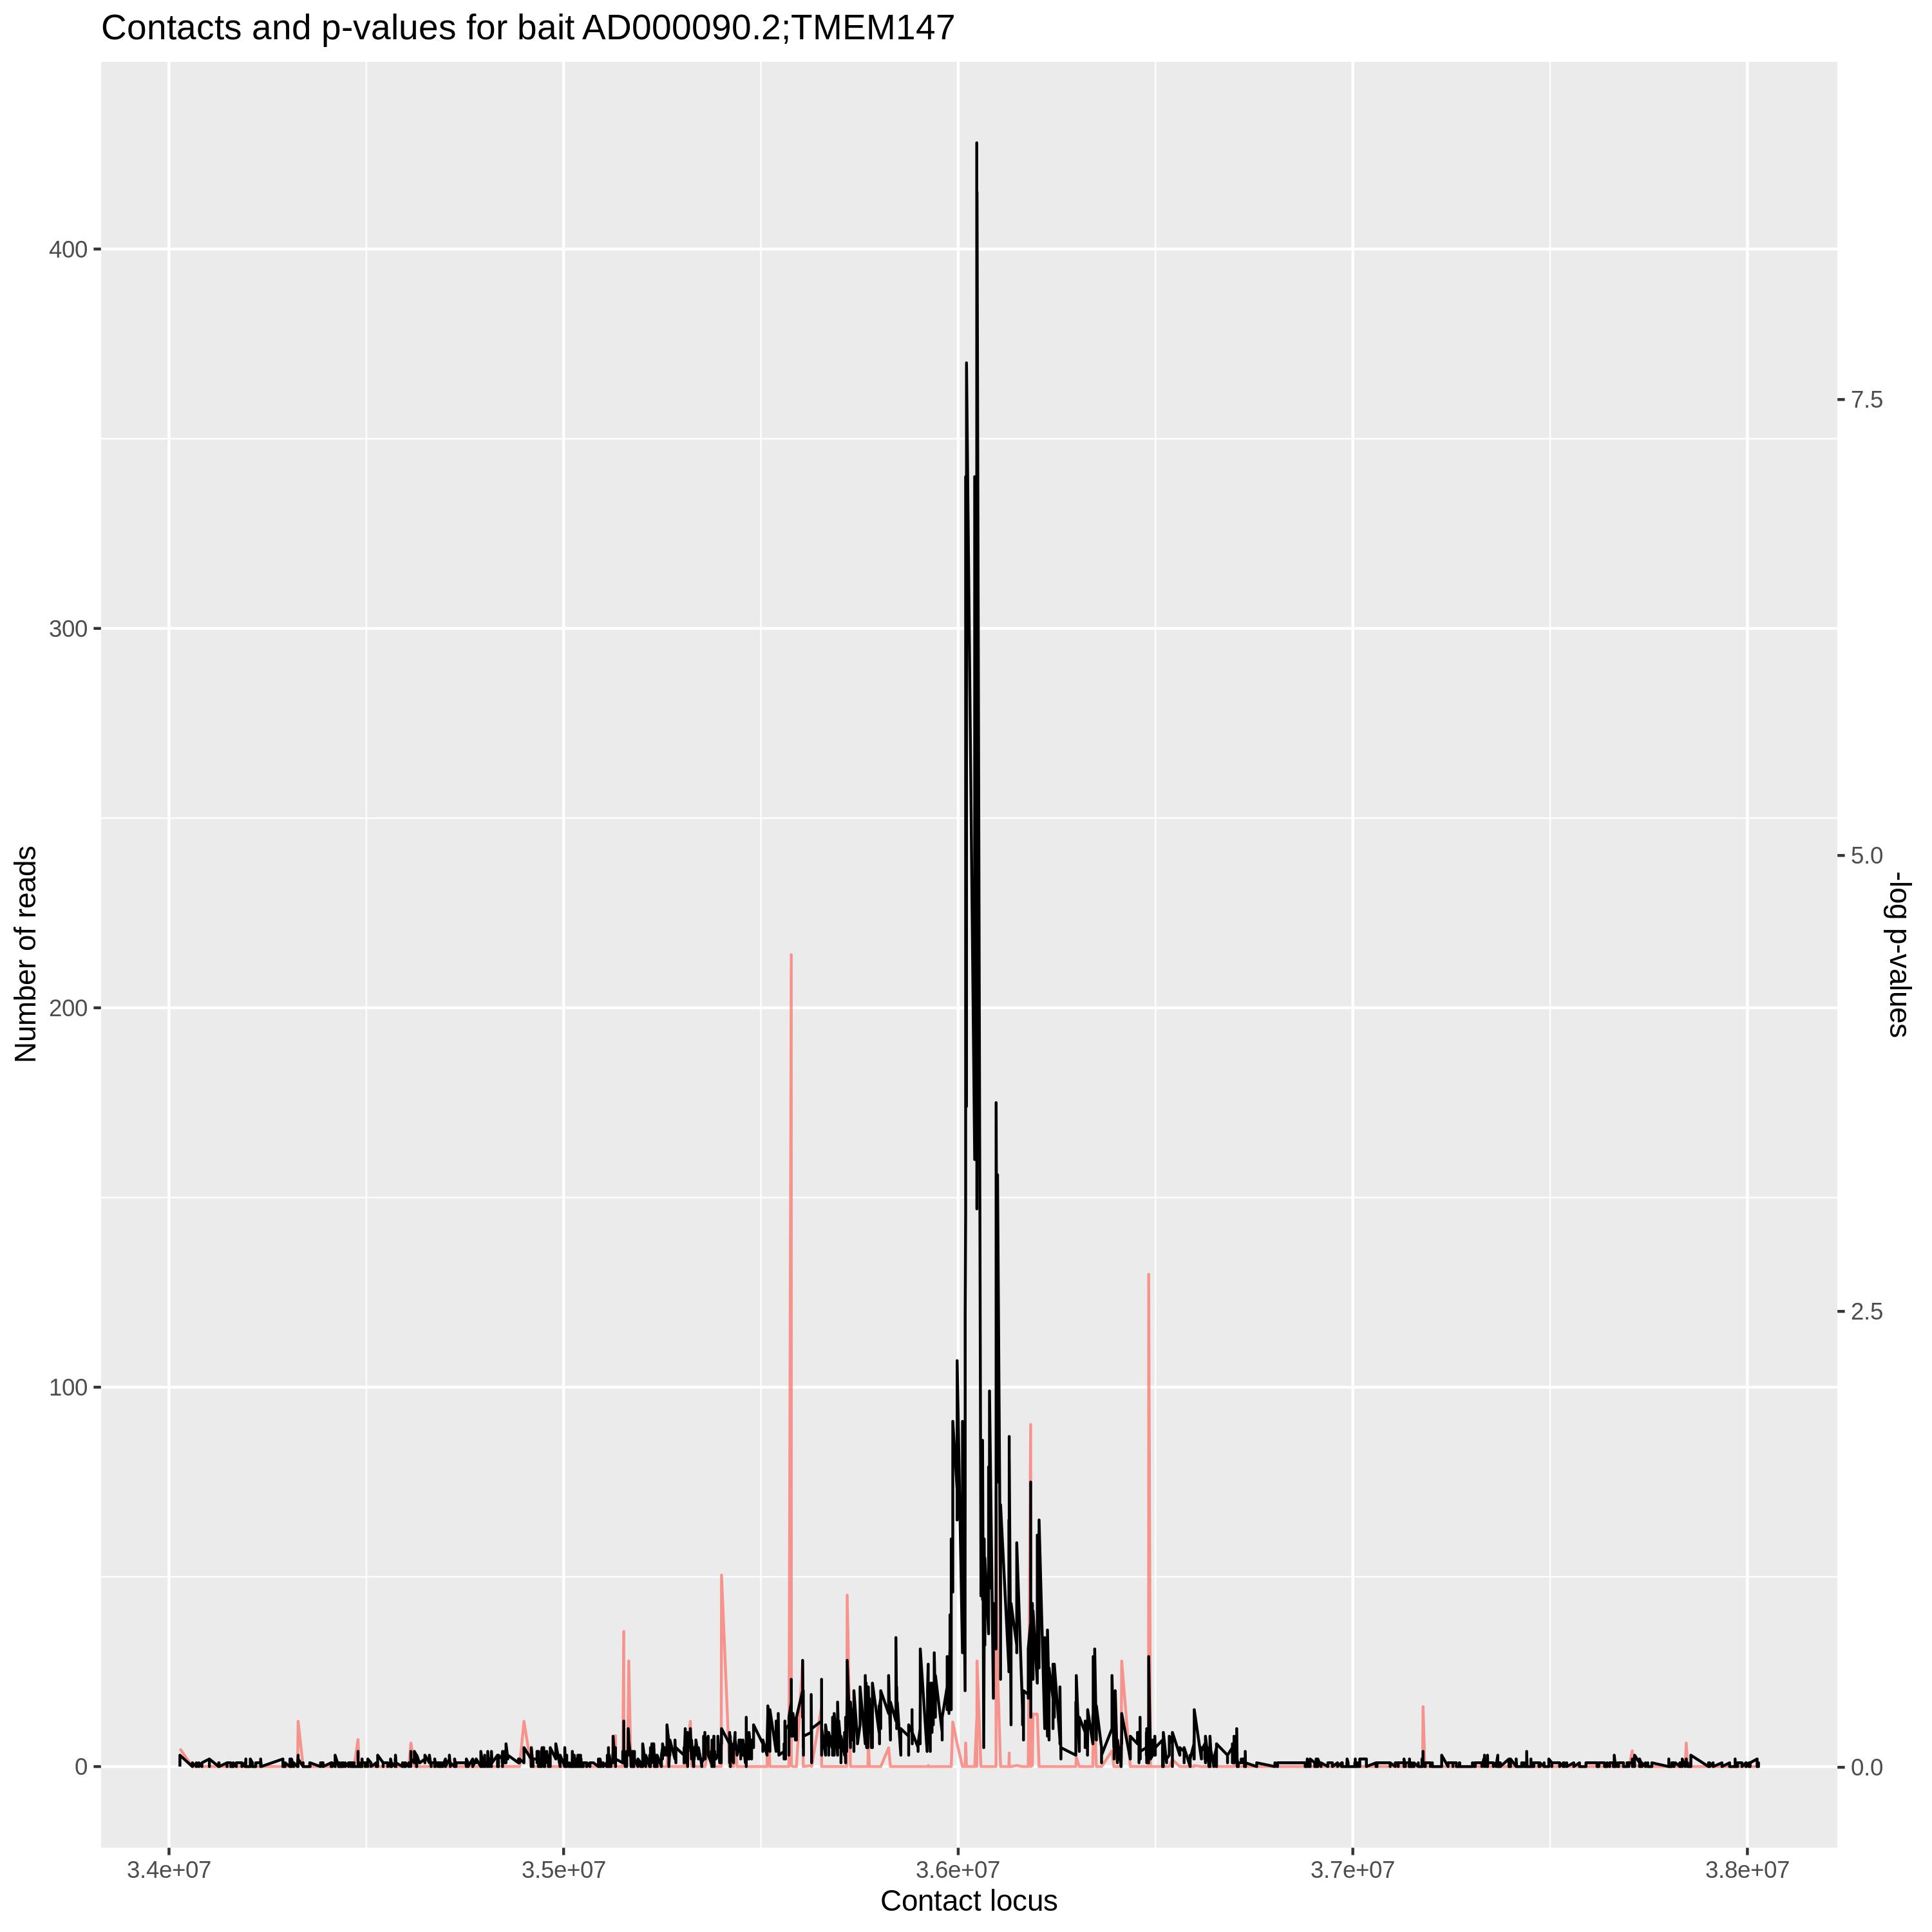 Contacts and p-values for bait AD000090.2;TMEM147
400
300
200
100
0
Number of reads
7.5
5.0
2.5
0.0
-log p-values
3.4e+07 3.5e+07 3.6e+07 3.7e+07 3.8e+07
Contact locus